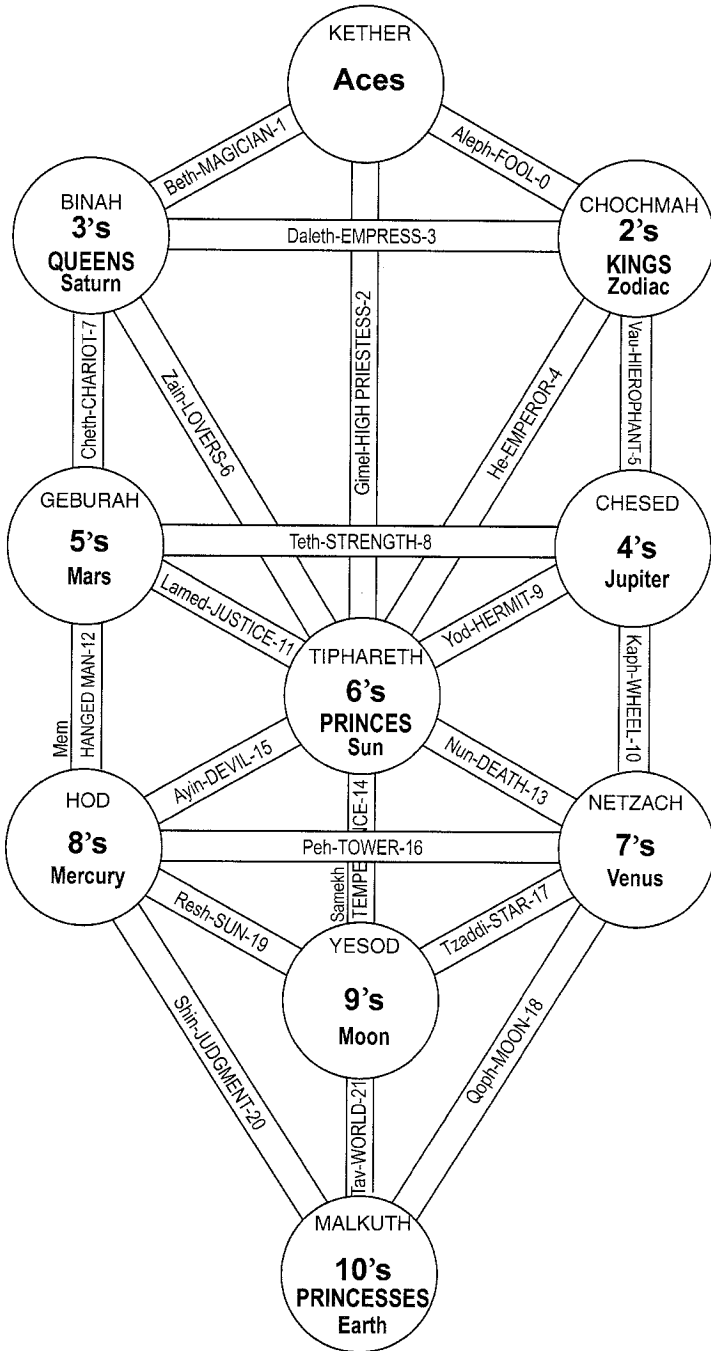 KETHER
Aces
Beth-MAGICIAN-1
Aleph-FOOL-0
BINAH
3's
QUEENS
Saturn
CHOCHMAH
2's
KINGS
Zodiac
Daleth-EMPRESS-3
Cheth-CHARIOT-7
Zain-LOVERS-6
Gimel-HIGH PRIESTESS-2
He-EMPEROR-4
Vau-HIEROPHANT-5
GEBURAH
5's
Mars
CHESED
4's
Jupiter
Teth-STRENGTH-8
Lamed-JUSTICE-11
Yod-HERMIT-9
TIPHARETH
6's
PRINCES
Sun
Mem
HANGED MAN-12
Kaph-WHEEL-10
Ayin-DEVIL-15
Samekh
TEMPERENCE-14
Nun-DEATH-13
HOD
8's
Mercury
NETZACH
7's
Venus
Peh-TOWER-16
Resh-SUN-19
Tzaddi-STAR-17
YESOD
9's
Moon
Shin-JUDGMENT-20
Tav-WORLD-21
Qoph-MOON-18
MALKUTH
10's
PRINCESSES
Earth